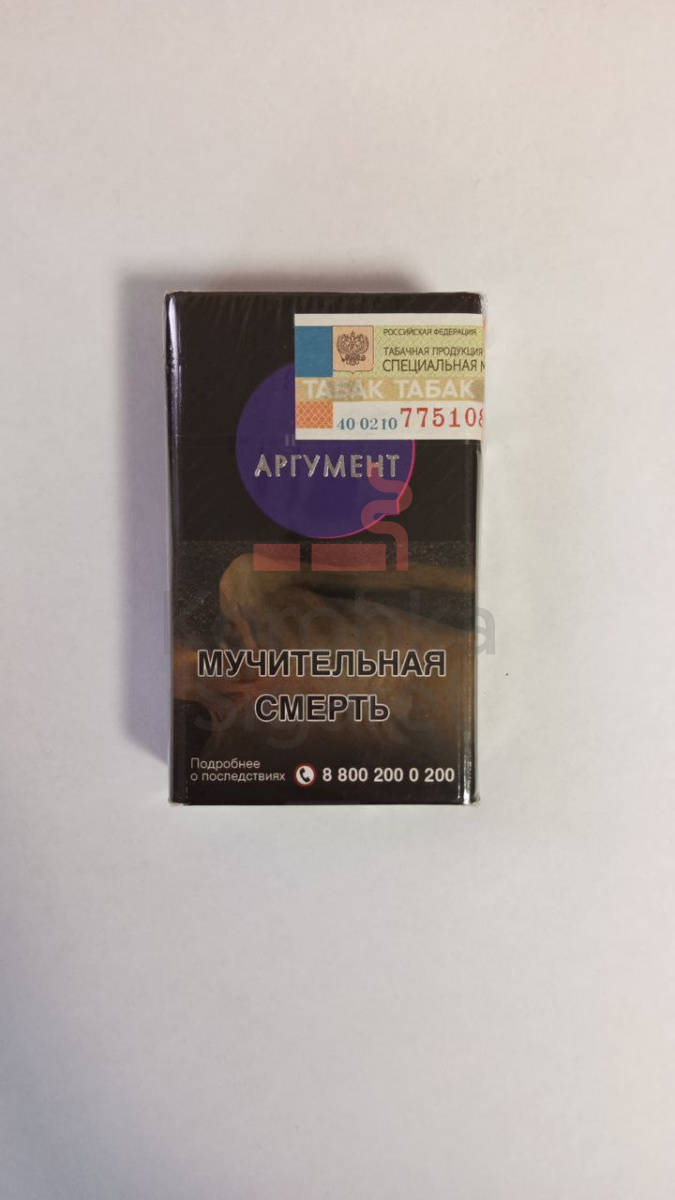 РОССИЙСКАЯ ФЕДЕРАЦИЯ
ТАБАЧНАЯ ПРОДУКЦИЯ
СПЕЦИАЛЬНАЯ М
ТАБАК ТАБАК
40 0210 775108
АРГУМЕНТ
Korobka
МУЧИТЕЛЬНАЯ
СМЕРТЬ
Подробнее
о последствиях 8 800 200 0 200